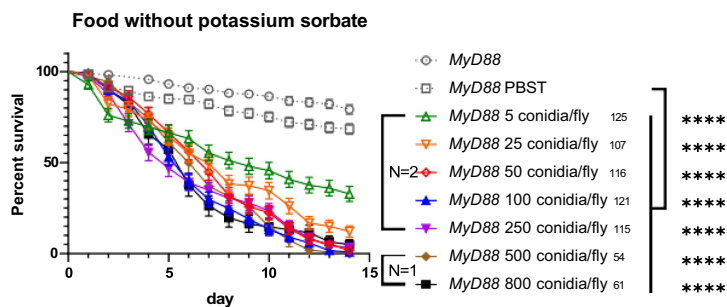 Food without potassium sorbate
Percent survival
100
50
0
0 5 10 15
day
MyD88
MyD88 PBST
MyD88 5 conidia/fly 125 ****
MyD88 25 conidia/fly 107 ****
N=2 MyD88 50 conidia/fly 116 ****
MyD88 100 conidia/fly 121 ****
MyD88 250 conidia/fly 115 ****
MyD88 500 conidia/fly 54 ****
N=1
MyD88 800 conidia/fly 61 ****